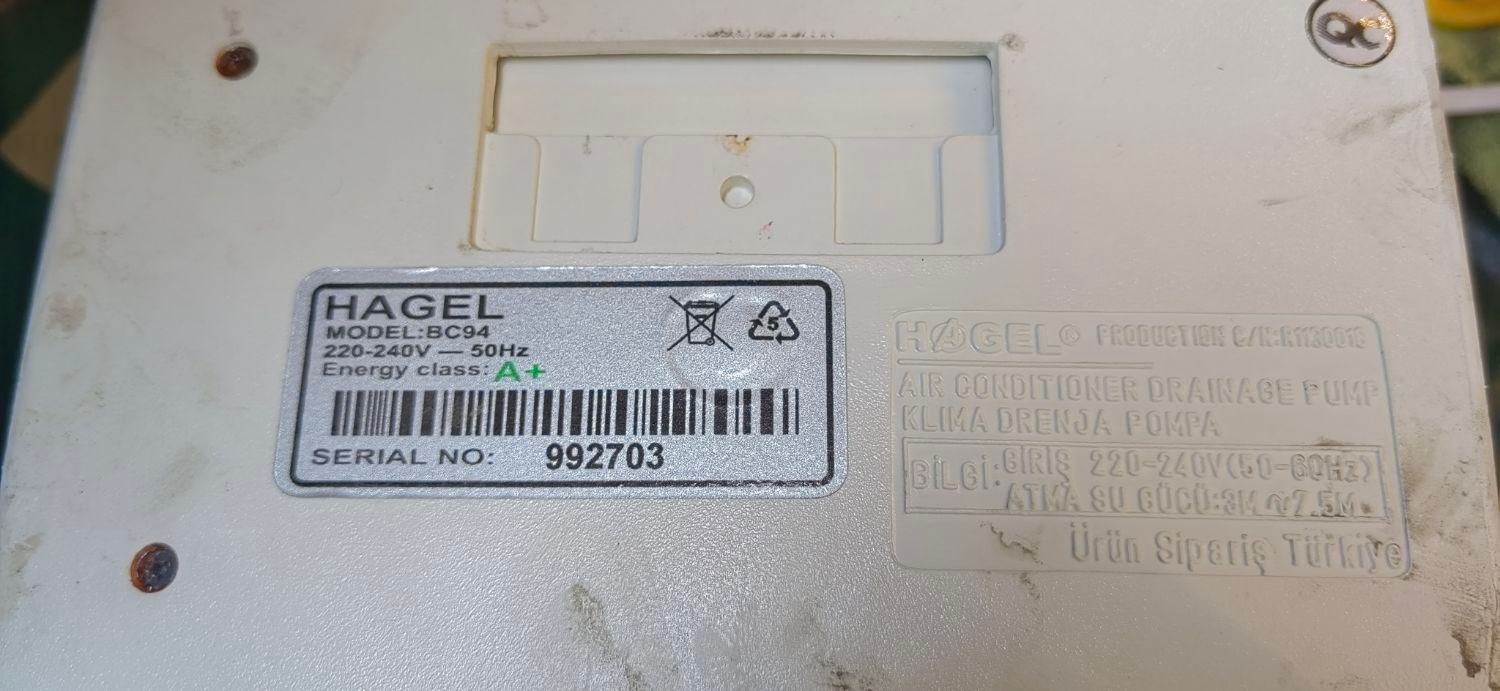 QC
HAGEL
MODEL:BC94
220-240V — 50Hz
Energy class: A+
5
SERIAL NO: 992703
HAGEL® PRODUCTION C/N:R1130015
AIR CONDITIONER DRAINAGE PUMP
KLIMA DRENJA POMPA
BİLGİ: GİRİŞ 220-240V(50-60Hz)
ATMA SU GÜCÜ:3M ~7.5M
Ürün Sipariş Türkiye